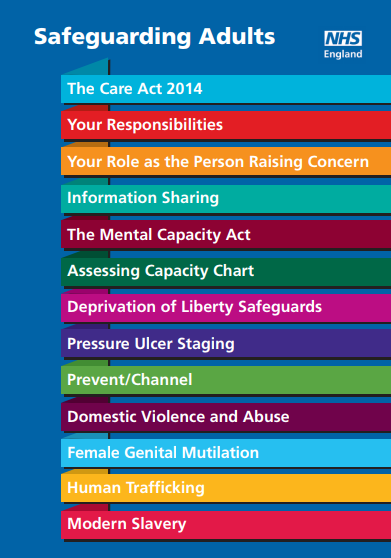 Safeguarding Adults
NHS
England
The Care Act 2014
Your Responsibilities
Your Role as the Person Raising Concern
Information Sharing
The Mental Capacity Act
Assessing Capacity Chart
Deprivation of Liberty Safeguards
Pressure Ulcer Staging
Prevent/Channel
Domestic Violence and Abuse
Female Genital Mutilation
Human Trafficking
Modern Slavery